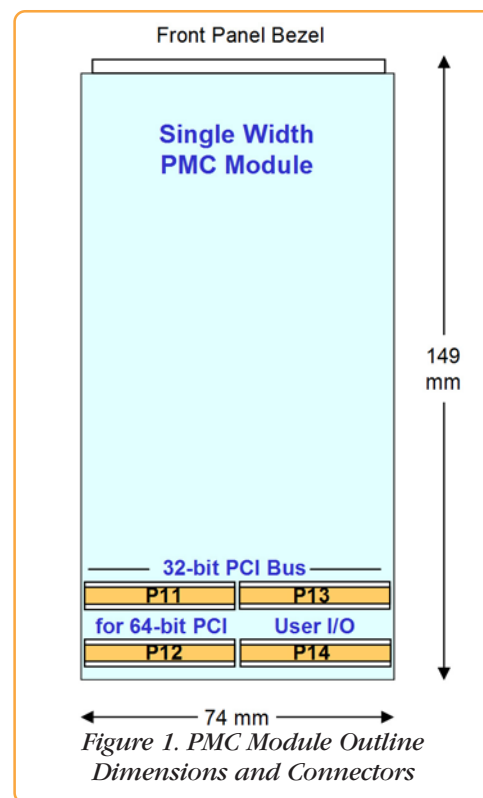 Front Panel Bezel
Single Width
PMC Module
149
mm
32-bit PCI Bus
P11 P13
for 64-bit PCI User I/O
P12 P14
74 mm
Figure 1. PMC Module Outline
Dimensions and Connectors